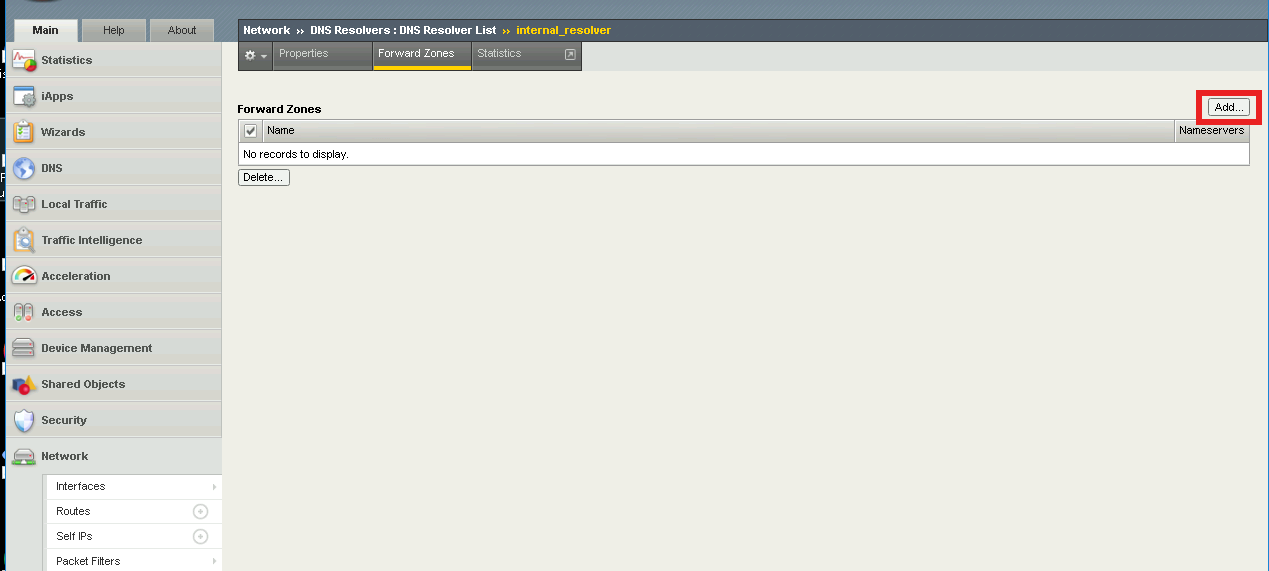 Main Help About
Network ›› DNS Resolvers : DNS Resolver List ›› internal_resolver
Properties Forward Zones Statistics
Statistics
iApps
Wizards
DNS
Local Traffic
Traffic Intelligence
Acceleration
Access
Device Management
Shared Objects
Security
Network
Interfaces
Routes
Self IPs
Packet Filters
Forward Zones Add...
Name Nameservers
No records to display.
Delete...